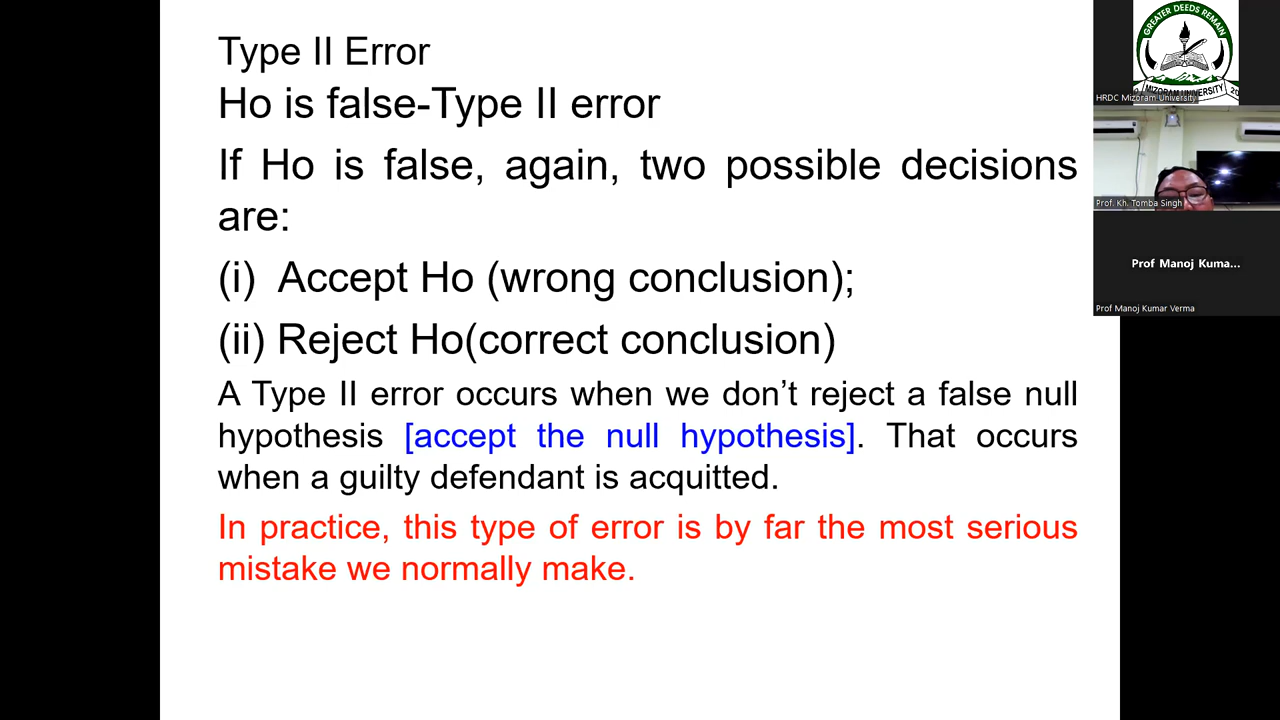 Type II Error
Ho is false-Type II error
If Ho is false, again, two possible decisions
are:
(i) Accept Ho (wrong conclusion);
(ii) Reject Ho(correct conclusion)
A Type II error occurs when we don’t reject a false null
hypothesis [accept the null hypothesis]. That occurs
when a guilty defendant is acquitted.
In practice, this type of error is by far the most serious
mistake we normally make.
GREATER DEEDS REMAIN
MIZORAM UNIVERSITY
HRDC Mizoram University
Prof. Kh. Tomba Singh
Prof Manoj Kuma...
Prof Manoj Kumar Verma